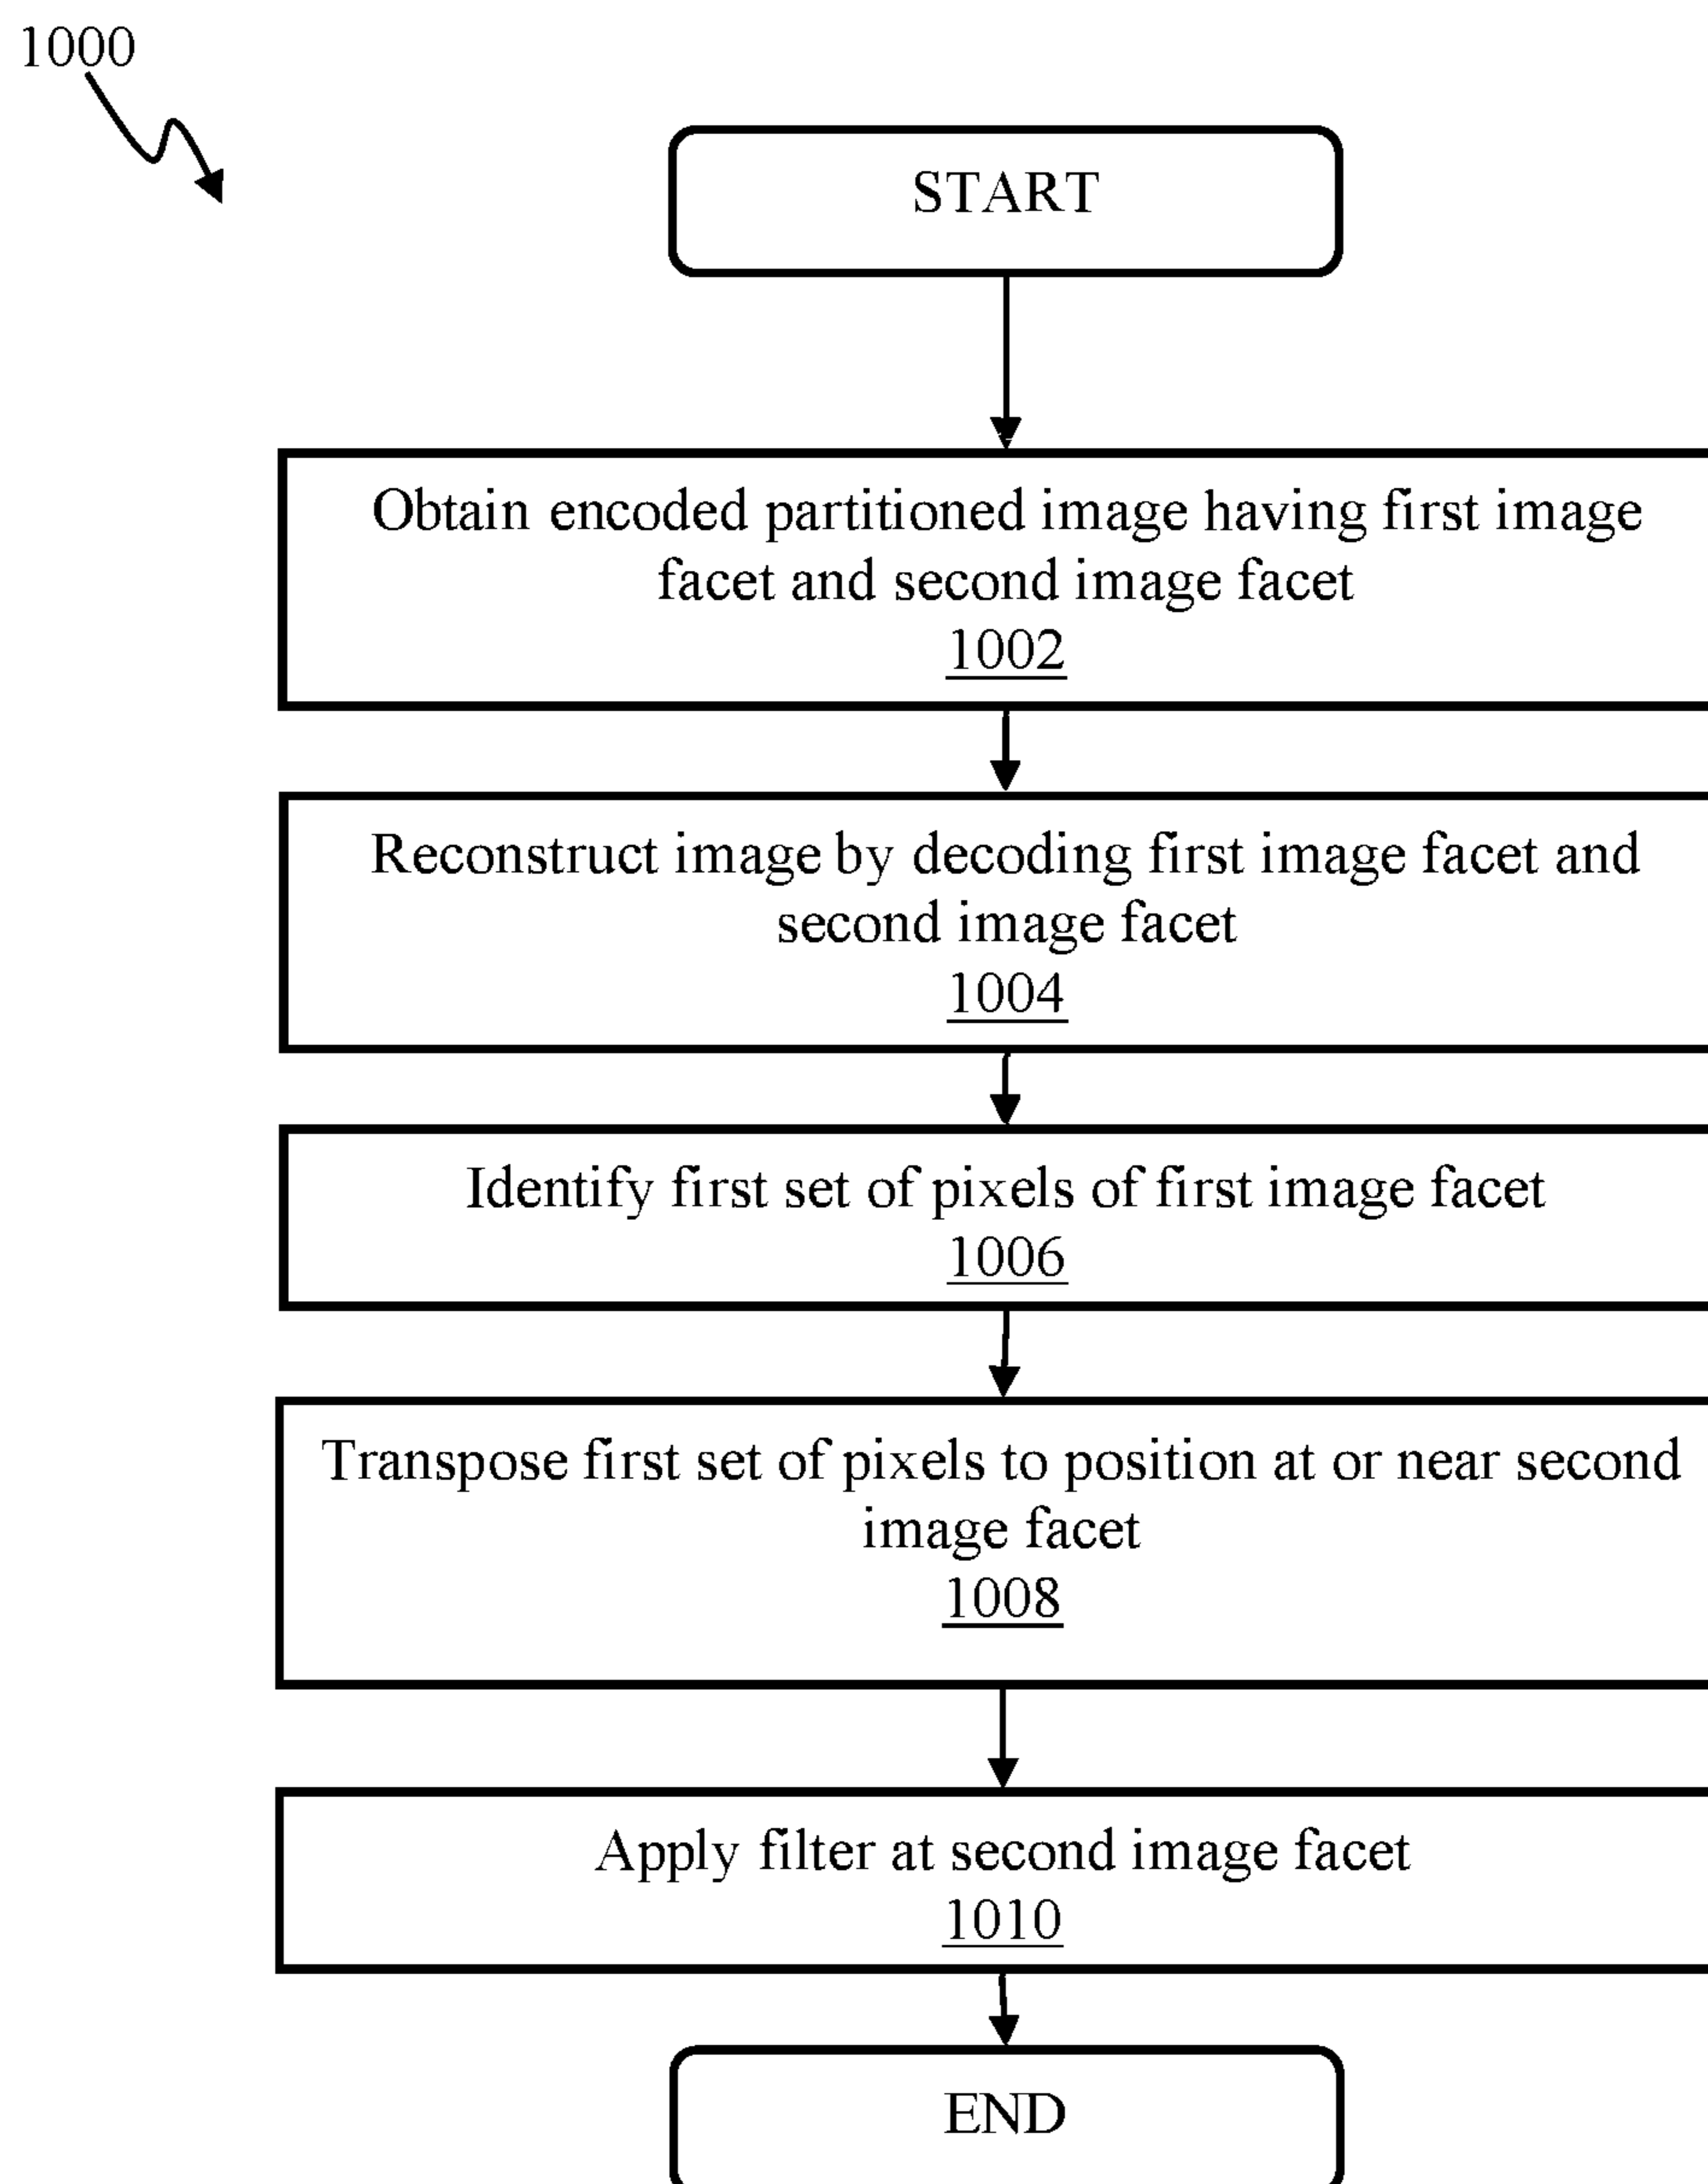 1000
START
Obtain encoded partitioned image having first image
facet and second image facet
1002
Reconstruct image by decoding first image facet and
second image facet
1004
Identify first set of pixels of first image facet
1006
Transpose first set of pixels to position at or near second
image facet
1008
Apply filter at second image facet
1010
END